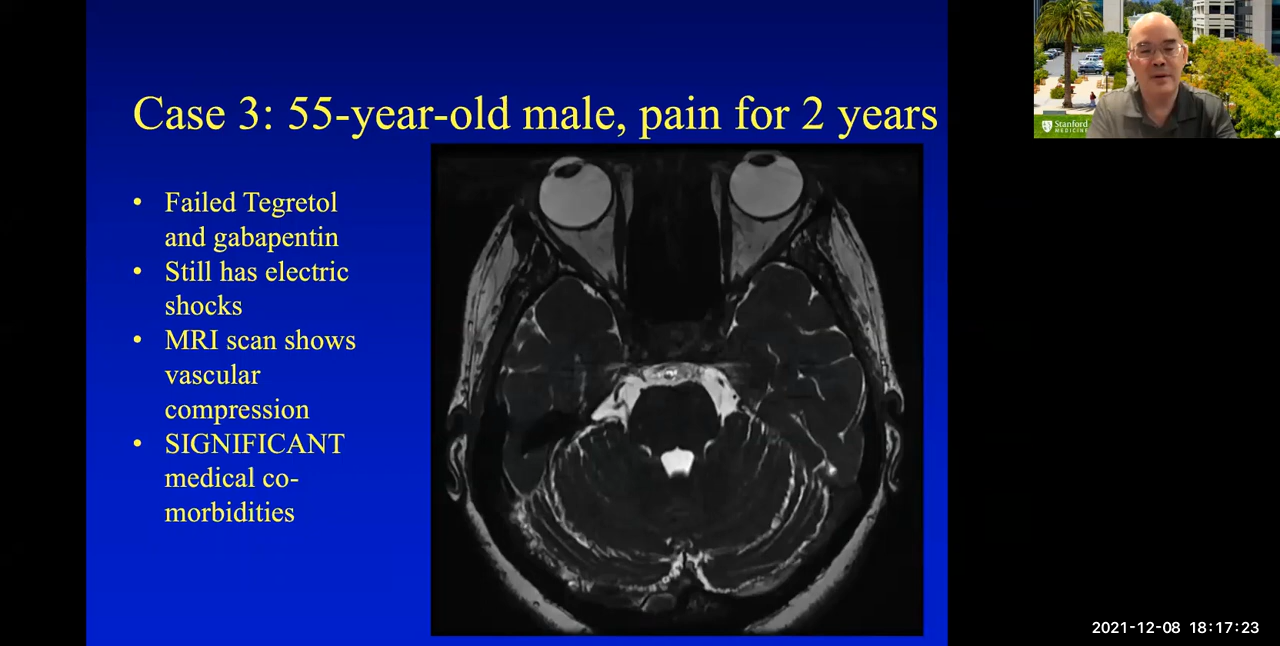 Case 3: 55-year-old male, pain for 2 years
• Failed Tegretol
and gabapentin
• Still has electric
shocks
• MRI scan shows
vascular
compression
• SIGNIFICANT
medical co-
morbidities
Stanford
MEDICINE
2021-12-08 18:17:23